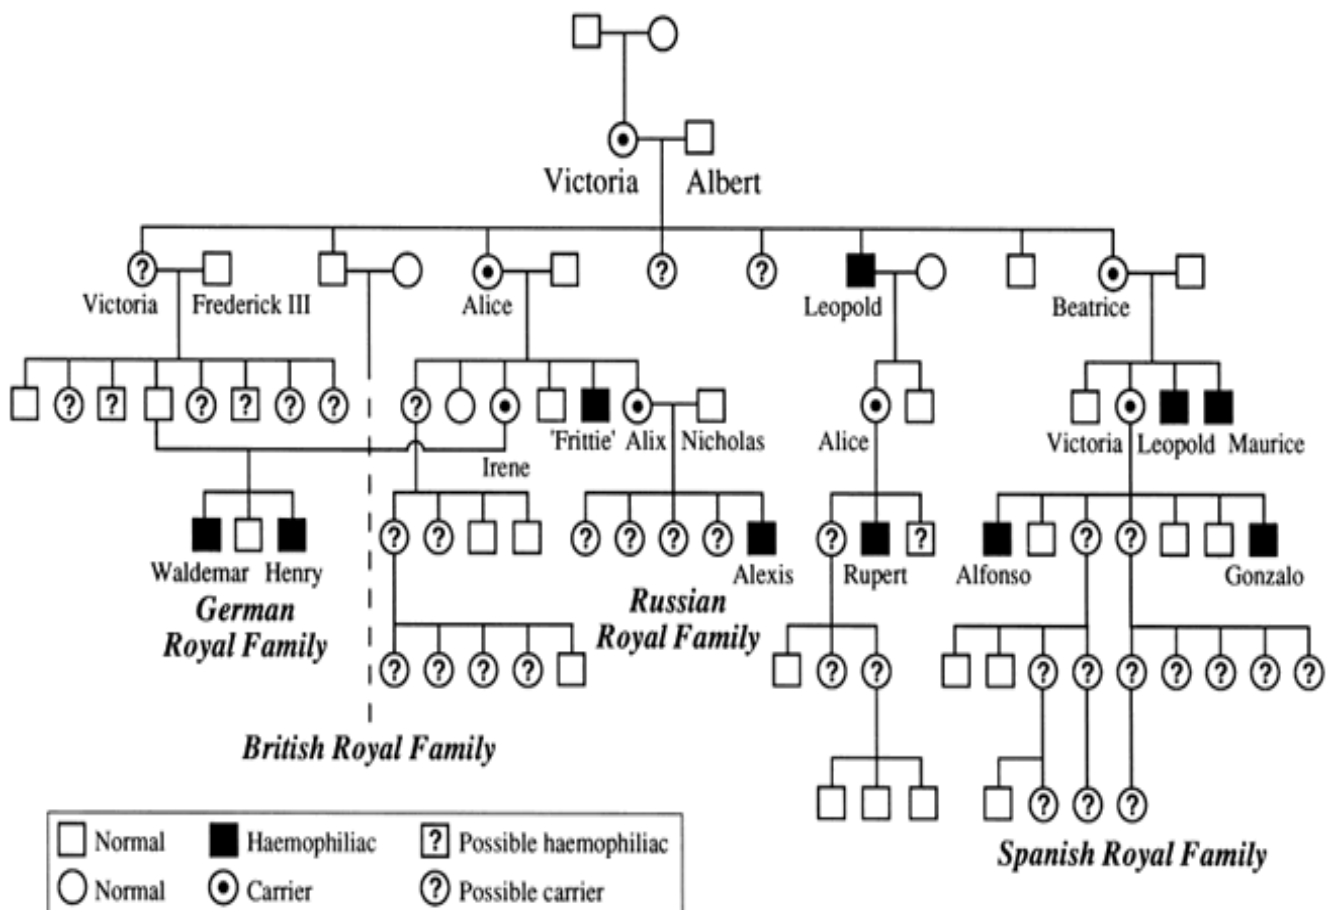 Victoria Albert
? ? ?
Victoria Frederick III Alice Leopold Beatrice
? ? ? ? ? ? ?
'Frittie' Alix Nicholas Alice Victoria Leopold Maurice
Irene
? ? ? ? ? ? ? ? ? ?
Waldemar Henry Alexis Rupert Alfonso Gonzalo
German
Royal Family
Russian
Royal Family
? ? ? ? ? ? ? ? ? ? ? ?
British Royal Family
? ? ?
Spanish Royal Family
Normal Haemophiliac ? Possible haemophiliac
Normal Carrier ? Possible carrier